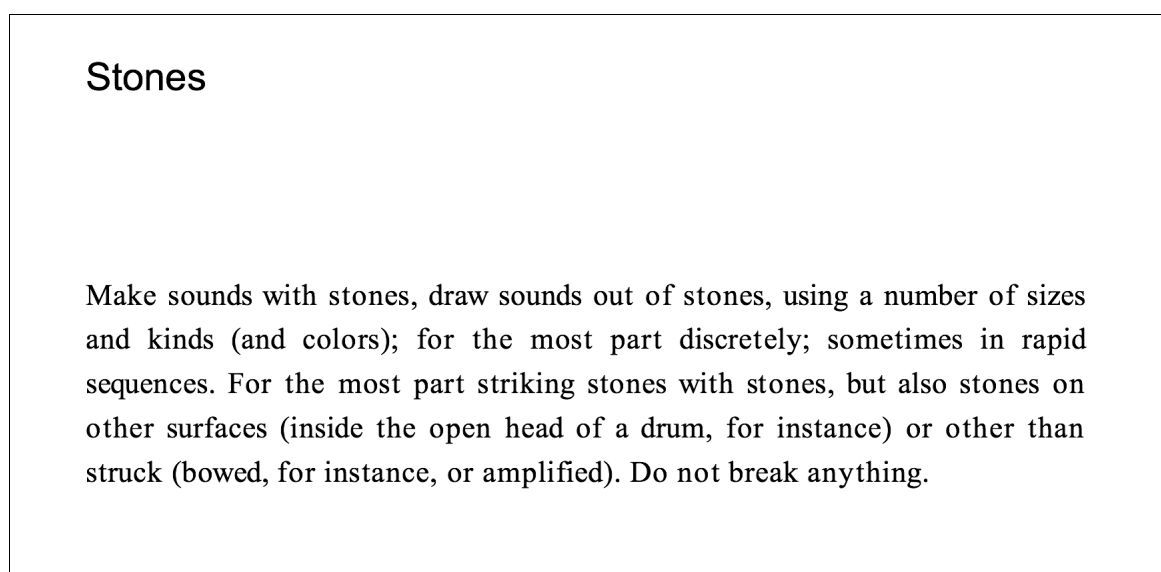 Stones
Make sounds with stones, draw sounds out of stones, using a number of sizes
and kinds (and colors); for the most part discretely; sometimes in rapid
sequences. For the most part striking stones with stones, but also stones on
other surfaces (inside the open head of a drum, for instance) or other than
struck (bowed, for instance, or amplified). Do not break anything.